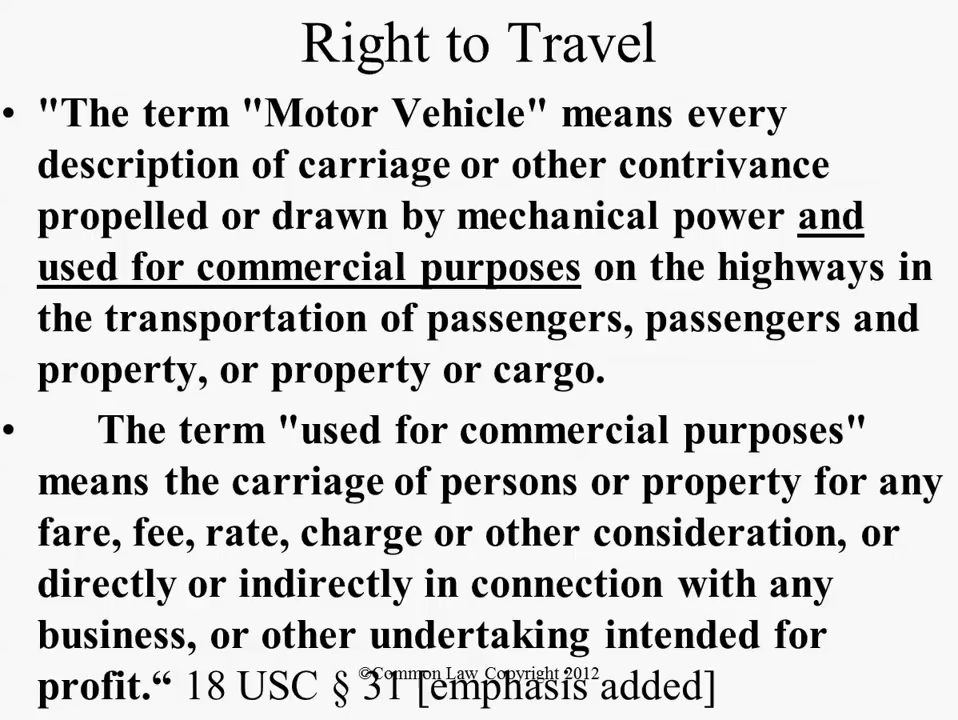 Right to Travel
• "The term "Motor Vehicle" means every
description of carriage or other contrivance
propelled or drawn by mechanical power and
used for commercial purposes on the highways in
the transportation of passengers, passengers and
property, or property or cargo.
• The term "used for commercial purposes"
means the carriage of persons or property for any
fare, fee, rate, charge or other consideration, or
directly or indirectly in connection with any
business, or other undertaking intended for
profit.“ 18 USC § 31 [emphasis added]
©Common Law Copyright 2012